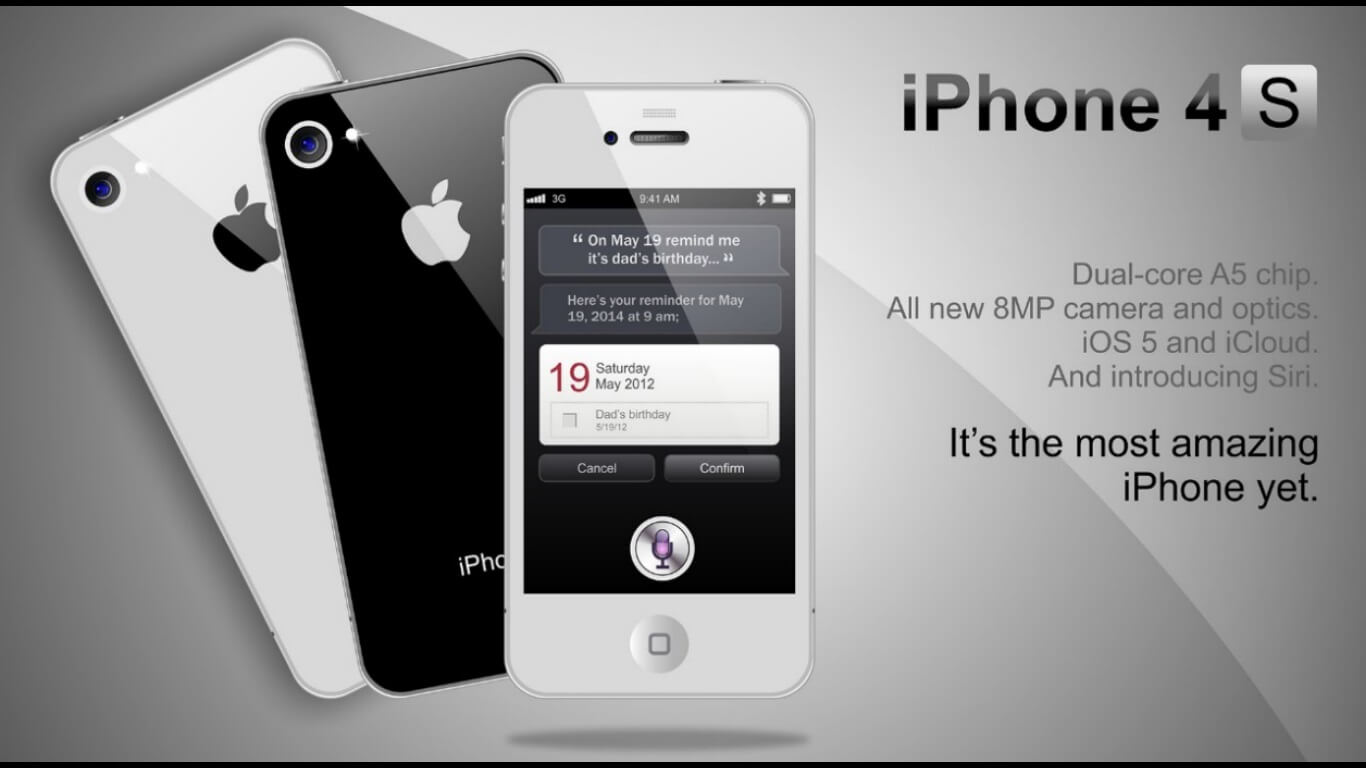 iPhone 4 S
3G 9:41 AM
“ On May 19 remind me
it's dad's birthday... ”
Here's your reminder for May
19, 2014 at 9 am;
19 Saturday
May 2012
Dad's birthday
5/19/12
Cancel Confirm
iPho
Dual-core A5 chip.
All new 8MP camera and optics.
iOS 5 and iCloud.
And introducing Siri.
It's the most amazing
iPhone yet.